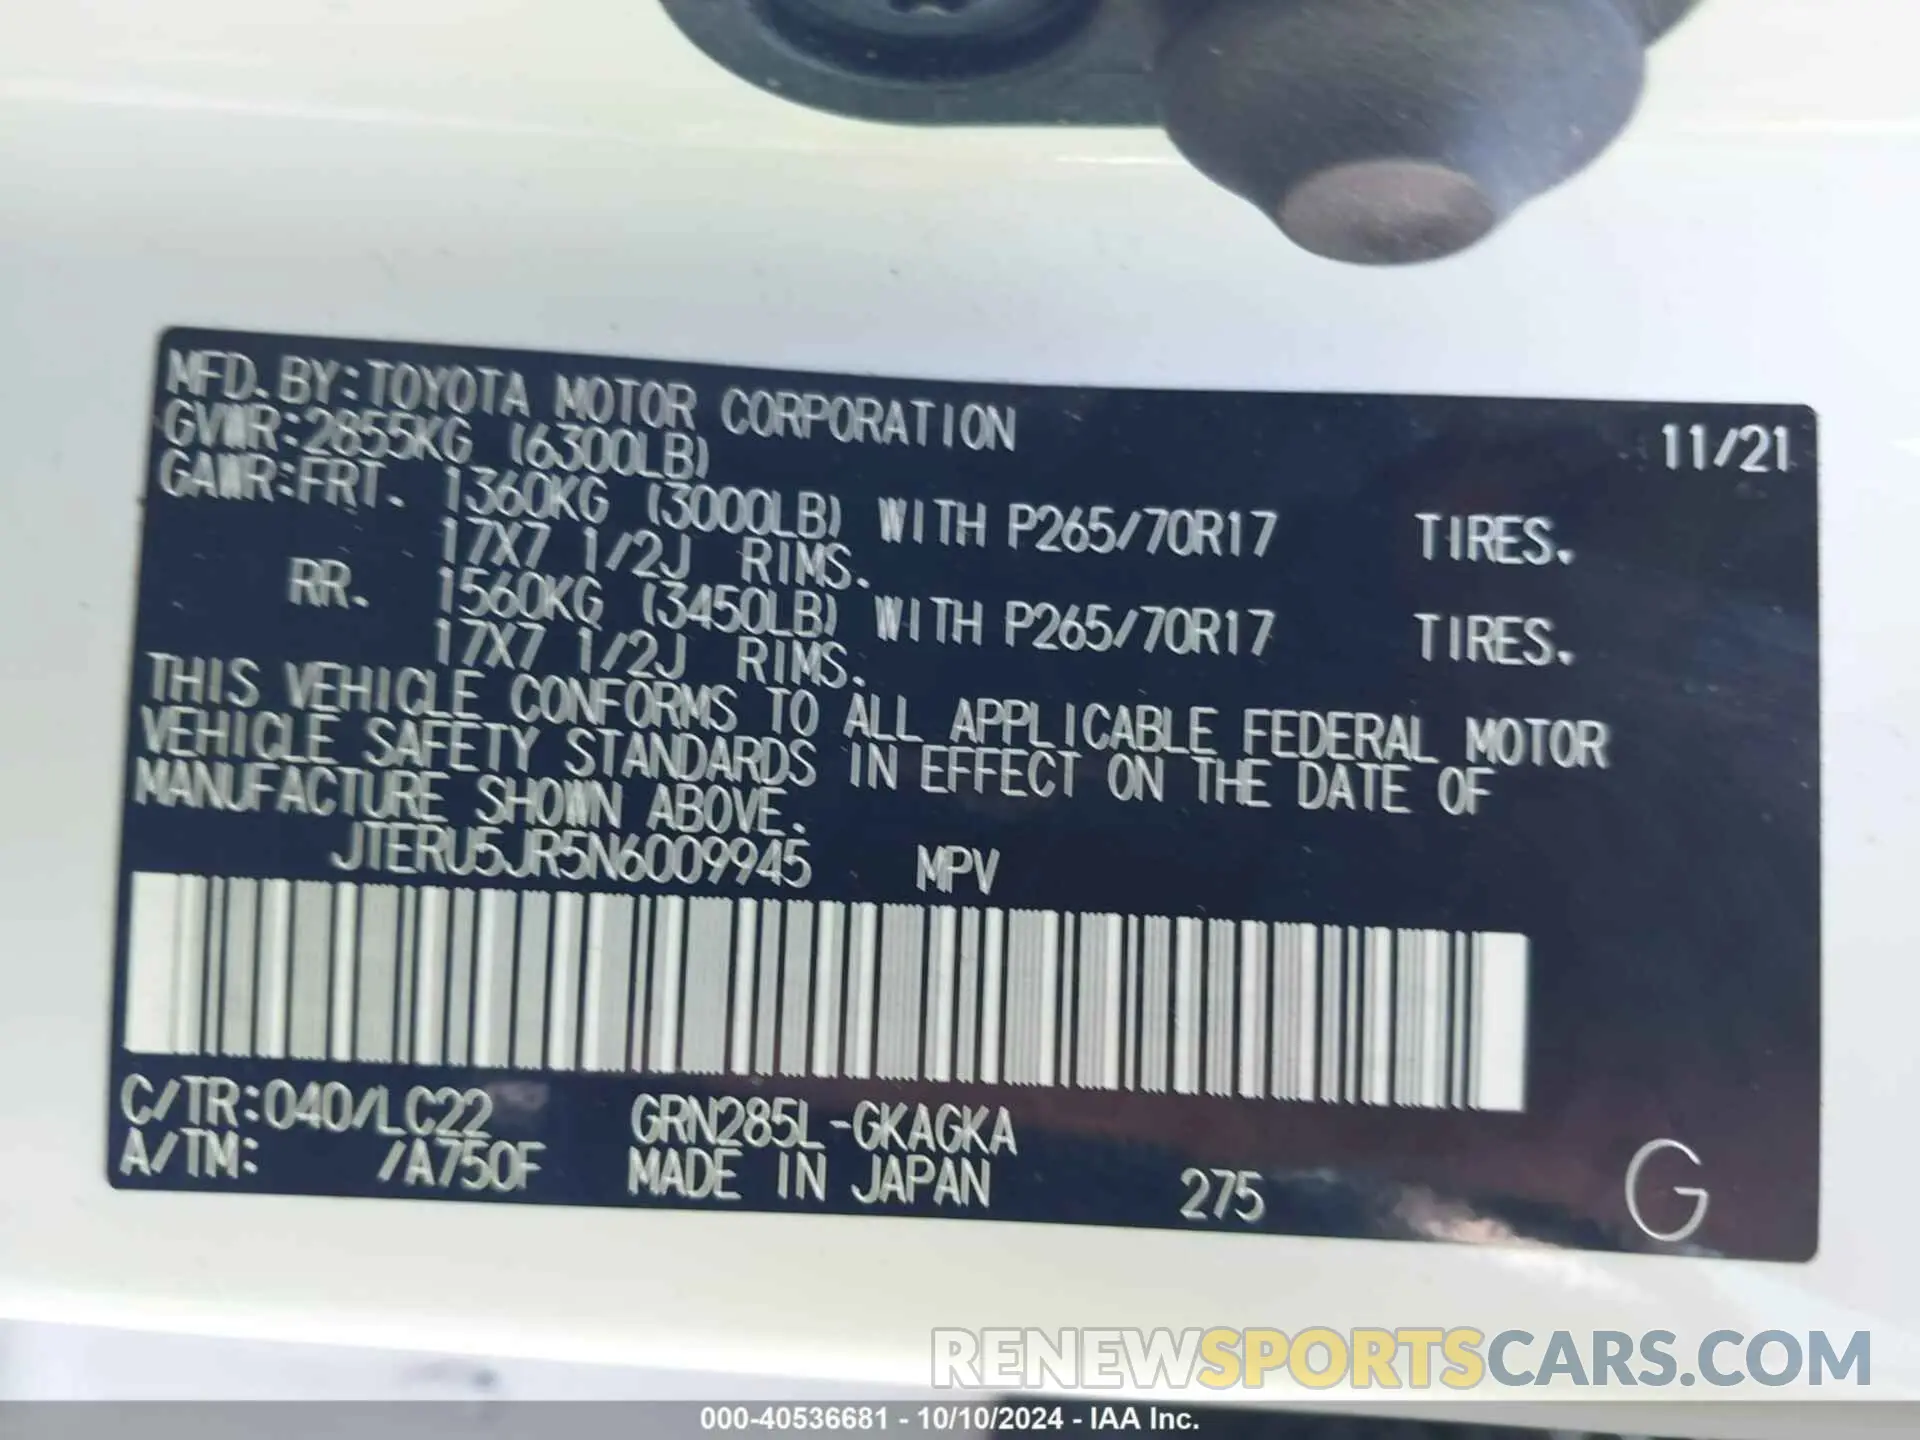 MFD.BY:TOYOTA MOTOR CORPORATION 11/21
GVWR:2855KG (6300LB)
GAWR:FRT. 1360KG (3000LB) WITH P265/70R17 TIRES.
17X7 1/2J RIMS.
RR. 1560KG (3450LB) WITH P265/70R17 TIRES.
17X7 1/2J RIMS.
THIS VEHICLE CONFORMS TO ALL APPLICABLE FEDERAL MOTOR
VEHICLE SAFETY STANDARDS IN EFFECT ON THE DATE OF
MANUFACTURE SHOWN ABOVE.
JTERU5JR5N6009945 MPV
C/TR:040/LC22 GRN285L-GKAGKA
A/TM: /A750F MADE IN JAPAN 275 G
RENEWSPORTSCARS.COM
000-40536681 - 10/10/2024 - IAA Inc.